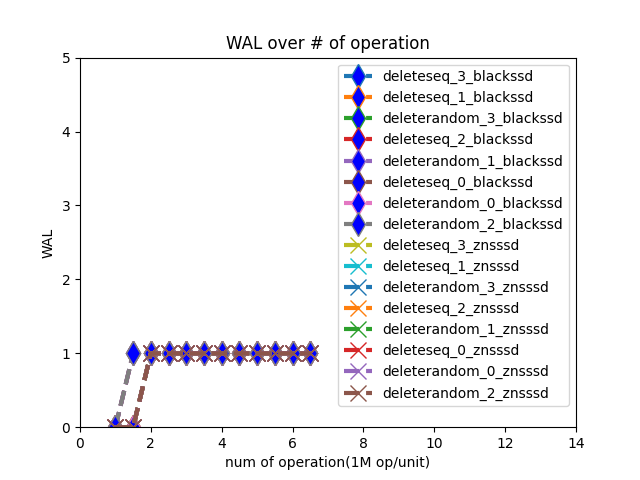 WAL over # of operation
5
4
3
2
1
0
WAL
0 2 4 6 8 10 12 14
num of operation(1M op/unit)
deleteseq_3_blackssd
deleteseq_1_blackssd
deleterandom_3_blackssd
deleteseq_2_blackssd
deleterandom_1_blackssd
deleteseq_0_blackssd
deleterandom_0_blackssd
deleterandom_2_blackssd
deleteseq_3_znsssd
deleteseq_1_znsssd
deleterandom_3_znsssd
deleteseq_2_znsssd
deleterandom_1_znsssd
deleteseq_0_znsssd
deleterandom_0_znsssd
deleterandom_2_znsssd